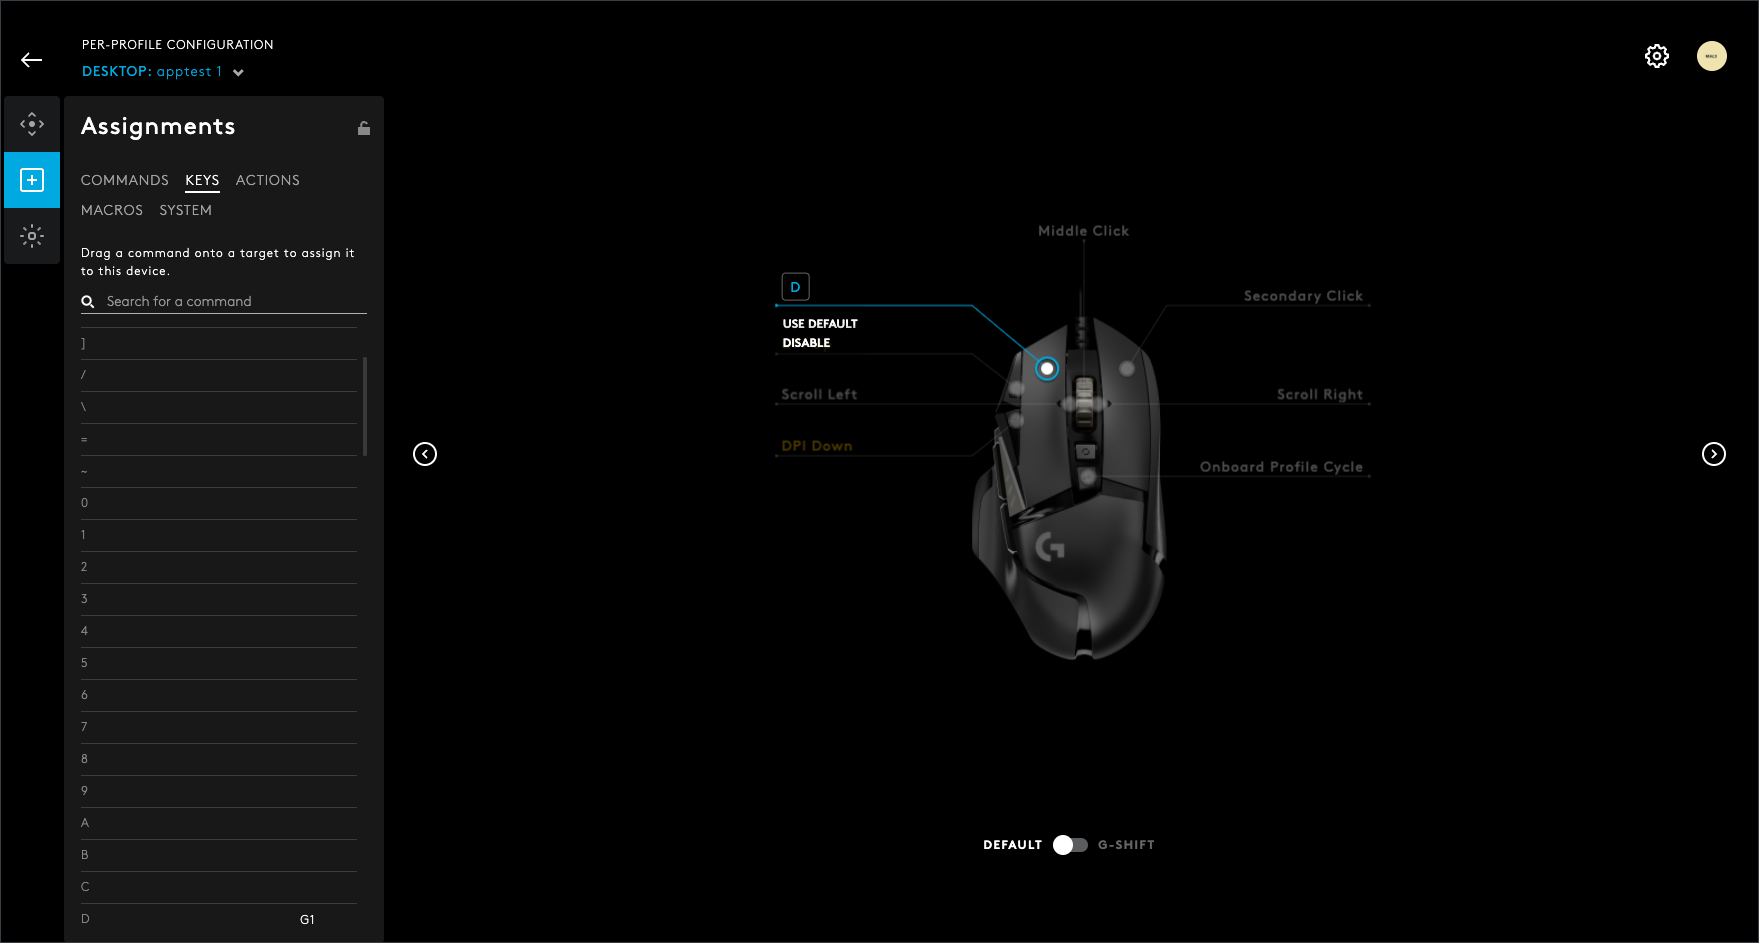 PER-PROFILE CONFIGURATION
DESKTOP: apptest 1
Assignments
COMMANDS KEYS ACTIONS
MACROS SYSTEM
Drag a command onto a target to assign it
to this device.
Search for a command
]
/
\
=
~
0
1
2
3
4
5
6
7
8
9
A
B
C
D G1
Middle Click
D
USE DEFAULT
DISABLE
Secondary Click
Scroll Left
Scroll Right
DPI Down
Onboard Profile Cycle
DEFAULT G-SHIFT